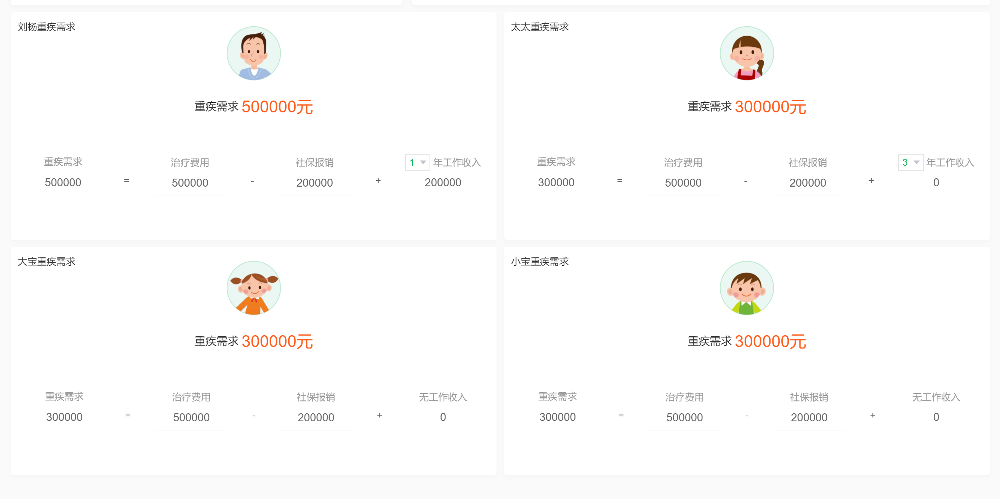 刘杨重疾需求
重疾需求 500000元
重疾需求 治疗费用 社保报销 1 年工作收入
500000 = 500000 - 200000 + 200000
太太重疾需求
重疾需求 300000元
重疾需求 治疗费用 社保报销 3 年工作收入
300000 = 500000 - 200000 + 0
大宝重疾需求
重疾需求 300000元
重疾需求 治疗费用 社保报销 无工作收入
300000 = 500000 - 200000 + 0
小宝重疾需求
重疾需求 300000元
重疾需求 治疗费用 社保报销 无工作收入
300000 = 500000 - 200000 + 0